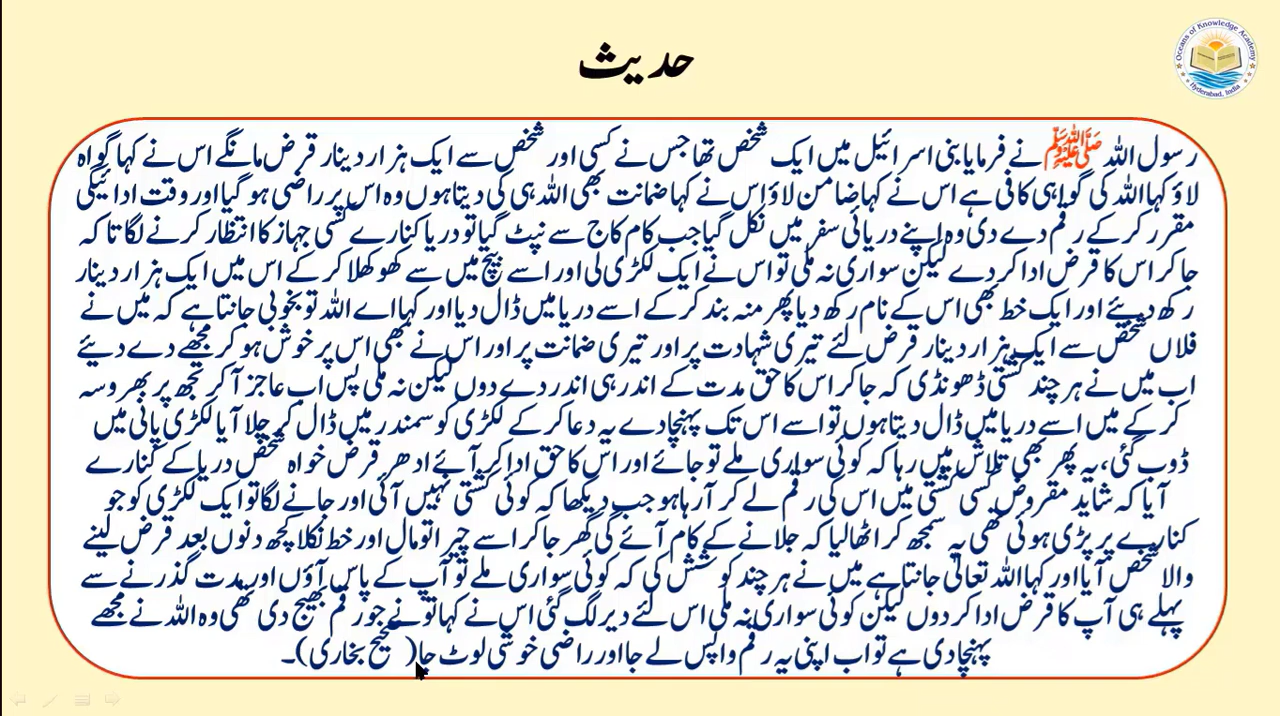 حدیث
Oceans of Knowledge Academy
Hyderabad, India
رسول اللہ ﷺ نے فرمایا بنی اسرائیل میں ایک شخص تھا جس نے کسی اور شخص سے ایک ہزار دینار قرض مانگے اس نے کہا گواہ
لاؤ کہا اللہ کی گواہی کافی ہے اس نے کہا ضامن لاؤ اس نے کہا ضمانت بھی اللہ ہی کی دیتا ہوں وہ اس پر راضی ہو گیا اور وقت ادائیگی
مقرر کر کے رقم دے دی وہ اپنے دریائی سفر میں نکل گیا جب کام کاج سے نپٹ گیا تو دریا کنارے کسی جہاز کا انتظار کرنے لگا تا کہ
جا کر اس کا قرض ادا کر دے لیکن سواری نہ ملی تو اس نے ایک لکڑی لی اور اسے بیچ میں سے کھوکھلا کر کے اس میں ایک ہزار دینار
رکھ دیئے اور ایک خط بھی اس کے نام رکھ دیا پھر منہ بند کر کے اسے دریا میں ڈال دیا اور کہا اے اللہ تو بخوبی جانتا ہے کہ میں نے
فلاں شخص سے ایک ہزار دینار قرض لئے تیری شہادت پر اور تیری ضمانت پر اور اس نے بھی اس پر خوش ہو کر مجھے دے دیئے
اب میں نے ہر چند کشتی ڈھونڈی کہ جا کر اس کا حق مدت کے اندر ہی اندر دے دوں لیکن نہ ملی پس اب عاجز آ کر تجھ پر بھروسہ
کر کے میں اسے دریا میں ڈال دیتا ہوں تو اسے اس تک پہنچا دے یہ دعا کر کے لکڑی کو سمندر میں ڈال کر چلا آیا لکڑی پانی میں
ڈوب گئی، یہ پھر بھی تلاش میں رہا کہ کوئی سواری ملے تو جائے اور اس کا حق ادا کر آئے ادھر قرض خواہ شخص دریا کے کنارے
آیا کہ شاید مقروض کسی کشتی میں اس کی رقم لے کر آ رہا ہو جب دیکھا کہ کوئی کشتی نہیں آئی اور جانے لگا تو ایک لکڑی کو جو
کنارے پر پڑی ہوئی تھی یہ سمجھ کر اٹھا لیا کہ جلانے کے کام آئے گی گھر جا کر اسے چیرا تو مال اور خط نکلا کچھ دنوں بعد قرض لینے
والا شخص آیا اور کہا اللہ تعالیٰ جانتا ہے میں نے ہر چند کوشش کی کہ کوئی سواری ملے تو آپ کے پاس آؤں اور مدت گذرنے سے
پہلے ہی آپ کا قرض ادا کر دوں لیکن کوئی سواری نہ ملی اس لئے دیر لگ گئی اس نے کہا تو نے جو رقم بھیج دی تھی وہ اللہ نے مجھے
پہنچا دی ہے تو اب اپنی یہ رقم واپس لے جا اور راضی خوشی لوٹ جا (صحیح بخاری)۔